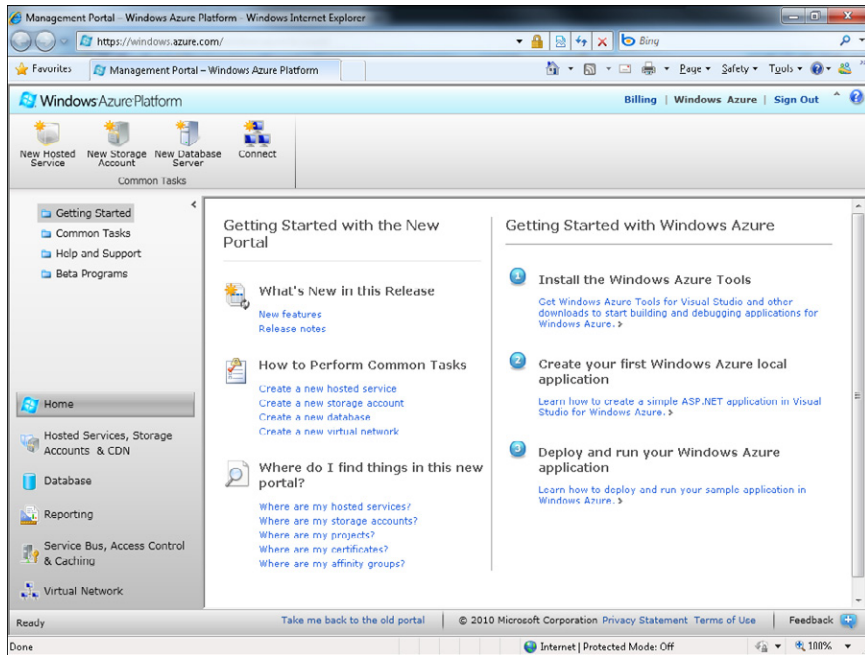 Management Portal – Windows Azure Platform - Windows Internet Explorer
https://windows.azure.com/
Bing
Favorites
Management Portal – Windows Azure Platform
Page
Safety
Tools
Windows Azure Platform
Billing | Windows Azure | Sign Out
New Hosted
Service
New Storage
Account
New Database
Server
Connect
Common Tasks
Getting Started
Common Tasks
Help and Support
Beta Programs
Home
Hosted Services, Storage
Accounts & CDN
Database
Reporting
Service Bus, Access Control
& Caching
Virtual Network
Getting Started with the New
Portal
What's New in this Release
New features
Release notes
How to Perform Common Tasks
Create a new hosted service
Create a new storage account
Create a new database
Create a new virtual network
Where do I find things in this new
portal?
Where are my hosted services?
Where are my storage accounts?
Where are my projects?
Where are my certificates?
Where are my affinity groups?
Getting Started with Windows Azure
1
Install the Windows Azure Tools
Get Windows Azure Tools for Visual Studio and other
downloads to start building and debugging applications for
Windows Azure.
2
Create your first Windows Azure local
application
Learn how to create a simple ASP.NET application in Visual
Studio for Windows Azure.
3
Deploy and run your Windows Azure
application
Learn how to deploy and run your sample application in
Windows Azure.
Ready
Take me back to the old portal
© 2010 Microsoft Corporation Privacy Statement Terms of Use
Feedback
Done
Internet | Protected Mode: Off
100%